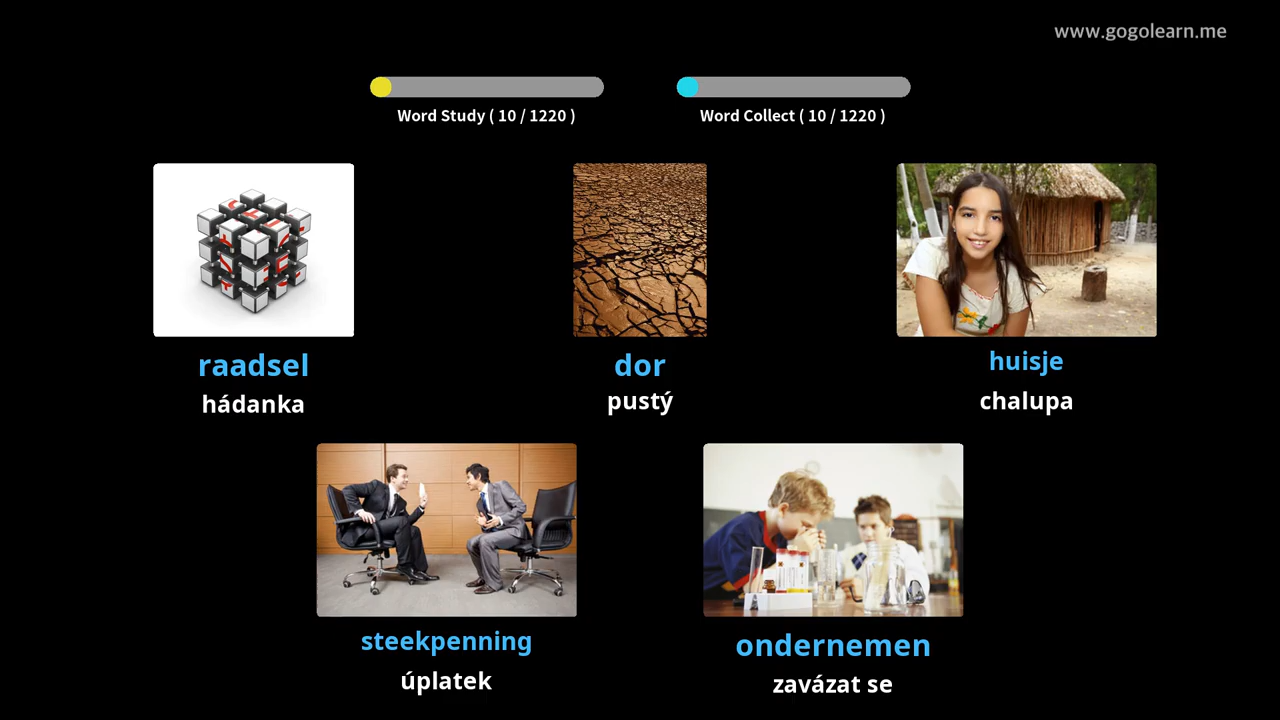 www.gogolearn.me
Word Study ( 10 / 1220 )
Word Collect ( 10 / 1220 )
raadsel
hádanka
dor
pustý
huisje
chalupa
steekpenning
úplatek
ondernemen
zavázat se